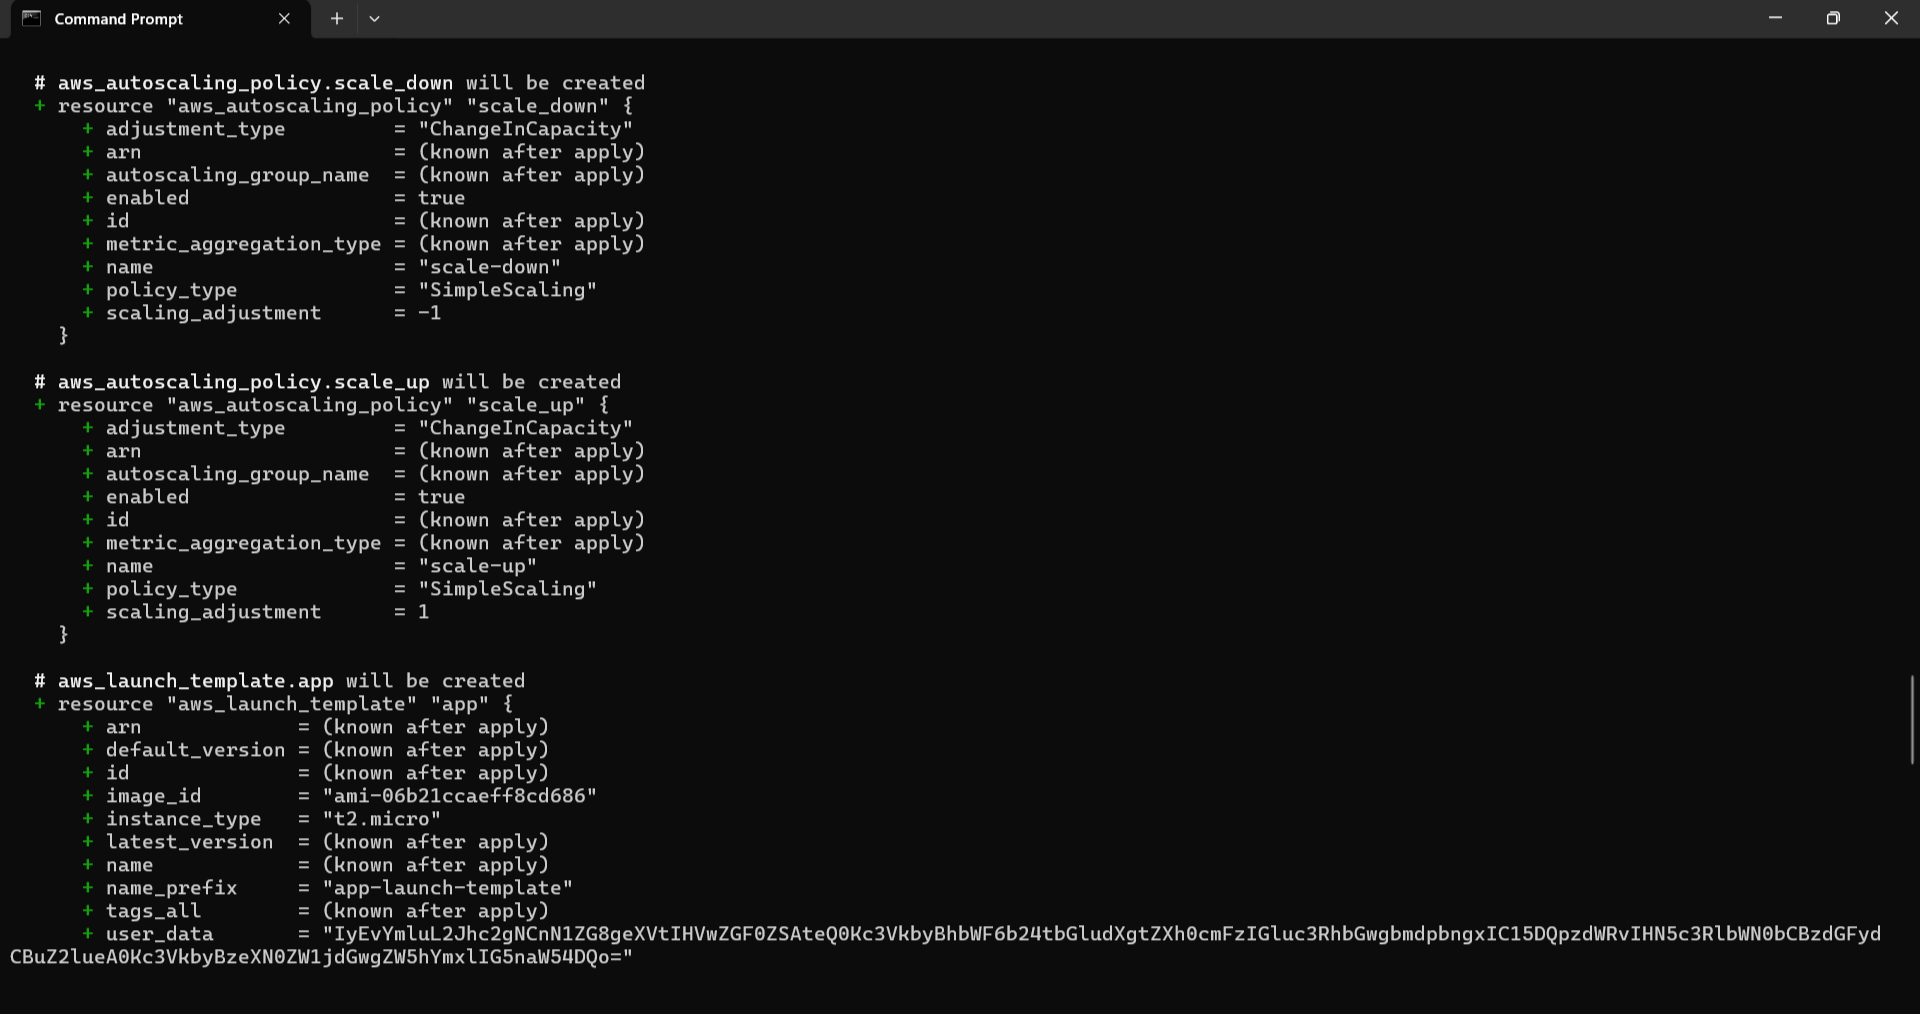 Command Prompt
# aws_autoscaling_policy.scale_down will be created
+ resource "aws_autoscaling_policy" "scale_down" {
+ adjustment_type = "ChangeInCapacity"
+ arn = (known after apply)
+ autoscaling_group_name = (known after apply)
+ enabled = true
+ id = (known after apply)
+ metric_aggregation_type = (known after apply)
+ name = "scale-down"
+ policy_type = "SimpleScaling"
+ scaling_adjustment = -1
}
# aws_autoscaling_policy.scale_up will be created
+ resource "aws_autoscaling_policy" "scale_up" {
+ adjustment_type = "ChangeInCapacity"
+ arn = (known after apply)
+ autoscaling_group_name = (known after apply)
+ enabled = true
+ id = (known after apply)
+ metric_aggregation_type = (known after apply)
+ name = "scale-up"
+ policy_type = "SimpleScaling"
+ scaling_adjustment = 1
}
# aws_launch_template.app will be created
+ resource "aws_launch_template" "app" {
+ arn = (known after apply)
+ default_version = (known after apply)
+ id = (known after apply)
+ image_id = "ami-06b21ccaeff8cd686"
+ instance_type = "t2.micro"
+ latest_version = (known after apply)
+ name = (known after apply)
+ name_prefix = "app-launch-template"
+ tags_all = (known after apply)
+ user_data = "IyEvYmluL2Jhc2gNCnN1ZG8geXVtIHVwZGF0ZSAteQ0Kc3VkbyBhbWF6b24tbGludXgtZXh0cmFzIGluc3RhbGwgbmdpbngxIC15DQpzdWRvIHN5c3RlbWN0bCBzdGFyd
CBuZ2lueA0Kc3VkbyBzeXN0ZW1jdGwgZW5hYmxlIG5naW54DQo="